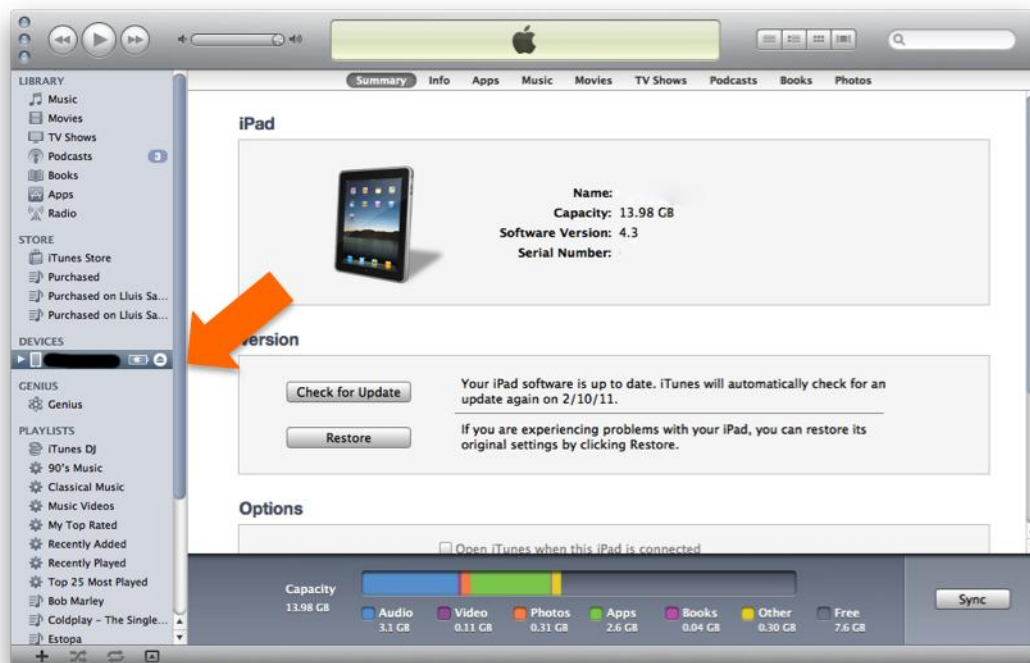 Summary Info Apps Music Movies TV Shows Podcasts Books Photos
LIBRARY
Music
Movies
TV Shows
Podcasts 3
Books
Apps
Radio
STORE
iTunes Store
Purchased
Purchased on Lluis Sa...
Purchased on Lluis Sa...
DEVICES
GENIUS
Genius
PLAYLISTS
iTunes DJ
90's Music
Classical Music
Music Videos
My Top Rated
Recently Added
Recently Played
Top 25 Most Played
Bob Marley
Coldplay – The Single...
Estopa
iPad
Name:
Capacity: 13.98 GB
Software Version: 4.3
Serial Number:
Version
Check for Update
Your iPad software is up to date. iTunes will automatically check for an
update again on 2/10/11.
Restore
If you are experiencing problems with your iPad, you can restore its
original settings by clicking Restore.
Options
Open iTunes when this iPad is connected
Capacity
13.98 GB
Audio Video Photos Apps Books Other Free
3.1 GB 0.11 GB 0.31 GB 2.6 GB 0.04 GB 0.30 GB 7.6 GB
Sync